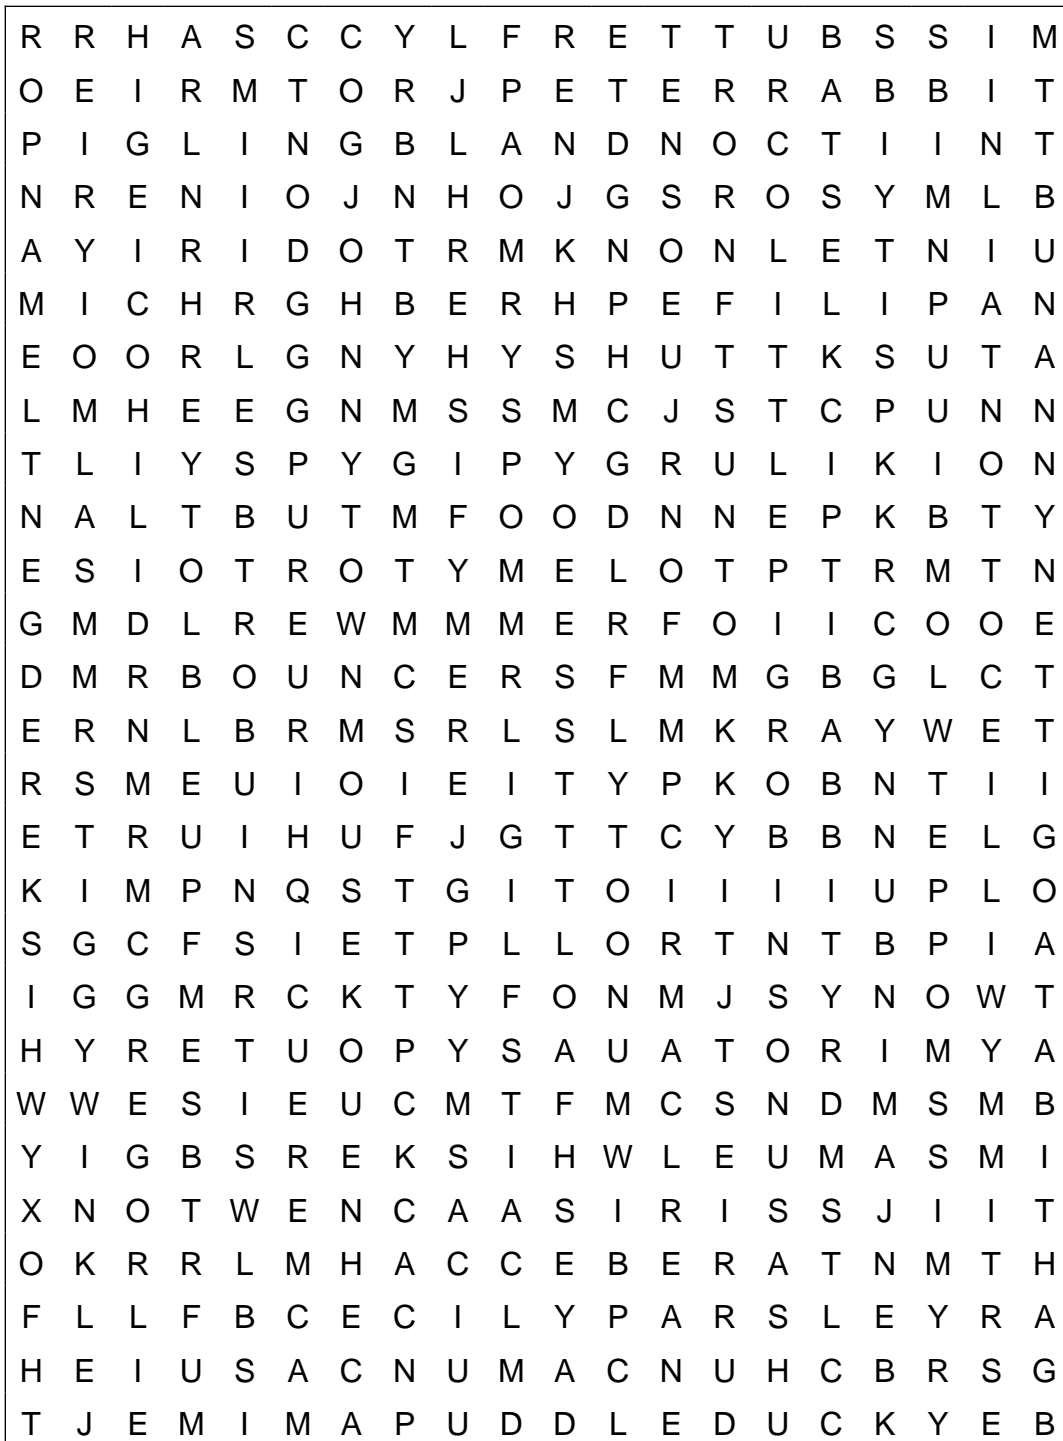 R R H A S C C Y L F R E T T U B S S I M
O E I R M T O R J P E T E R R A B B I T
P I G L I N G B L A N D N O C T I I N T
N R E N I O J N H O J G S R O S Y M L B
A Y I R I D O T R M K N O N L E T N I U
M I C H R G H B E R H P E F I L I P A N
E O O R L G N Y H Y S H U T T K S U T A
L M H E E G N M S S M C J S T C P U N N
T L I Y S P Y G I P Y G R U L I K I O N
N A L T B U T M F O O D N N E P K B T Y
E S I O T R O T Y M E L O T P T R M T N
G M D L R E W M M M E R F O I I C O O E
D M R B O U N C E R S F M M G B G L C T
E R N L B R M S R L S L M K R A Y W E T
R S M E U I O I E I T Y P K O B N T I I
E T R U I H U F J G T T C Y B B N E L G
K I M P N Q S T G I T O I I I I U P L O
S G C F S I E T P L L O R T N T B P I A
I G G M R C K T Y F O N M J S Y N O W T
H Y R E T U O P Y S A U A T O R I M Y A
W W E S I E U C M T F M C S N D M S M B
Y I G B S R E K S I H W L E U M A S M I
X N O T W E N C A A S I R I S S J I I T
O K R R L M H A C C E B E R A T N M T H
F L L F B C E C I L Y P A R S L E Y R A
H E I U S A C N U M A C N U H C B R S G
T J E M I M A P U D D L E D U C K Y E B